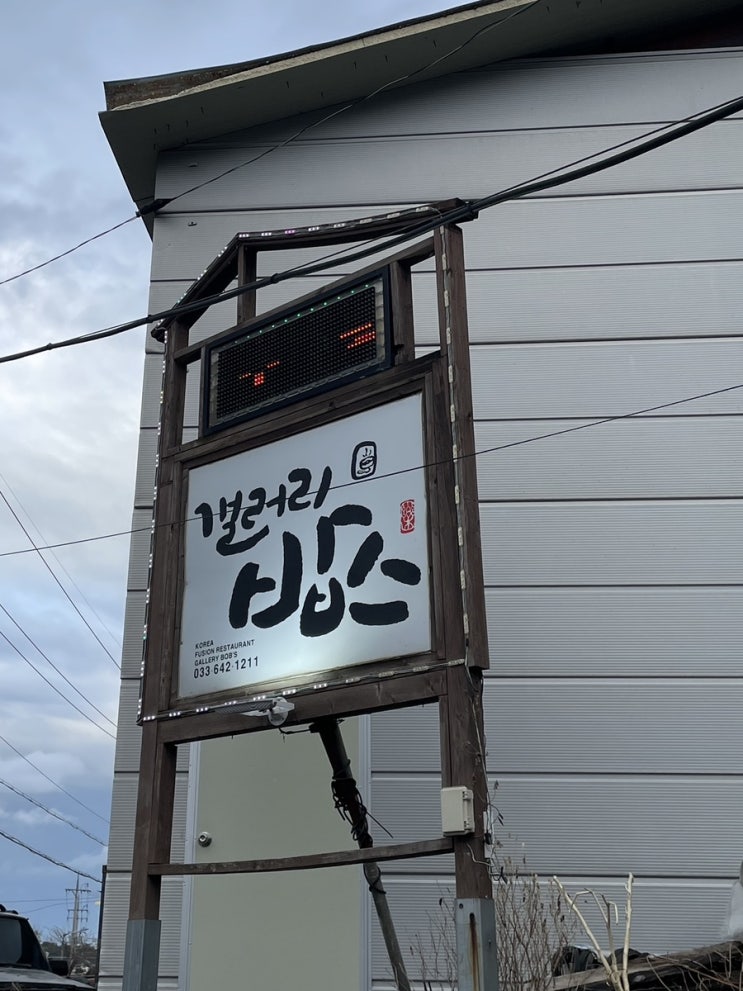 갤러리
밥스
KOREA
FUSION RESTAURANT
GALLERY BOB'S
033·642·1211